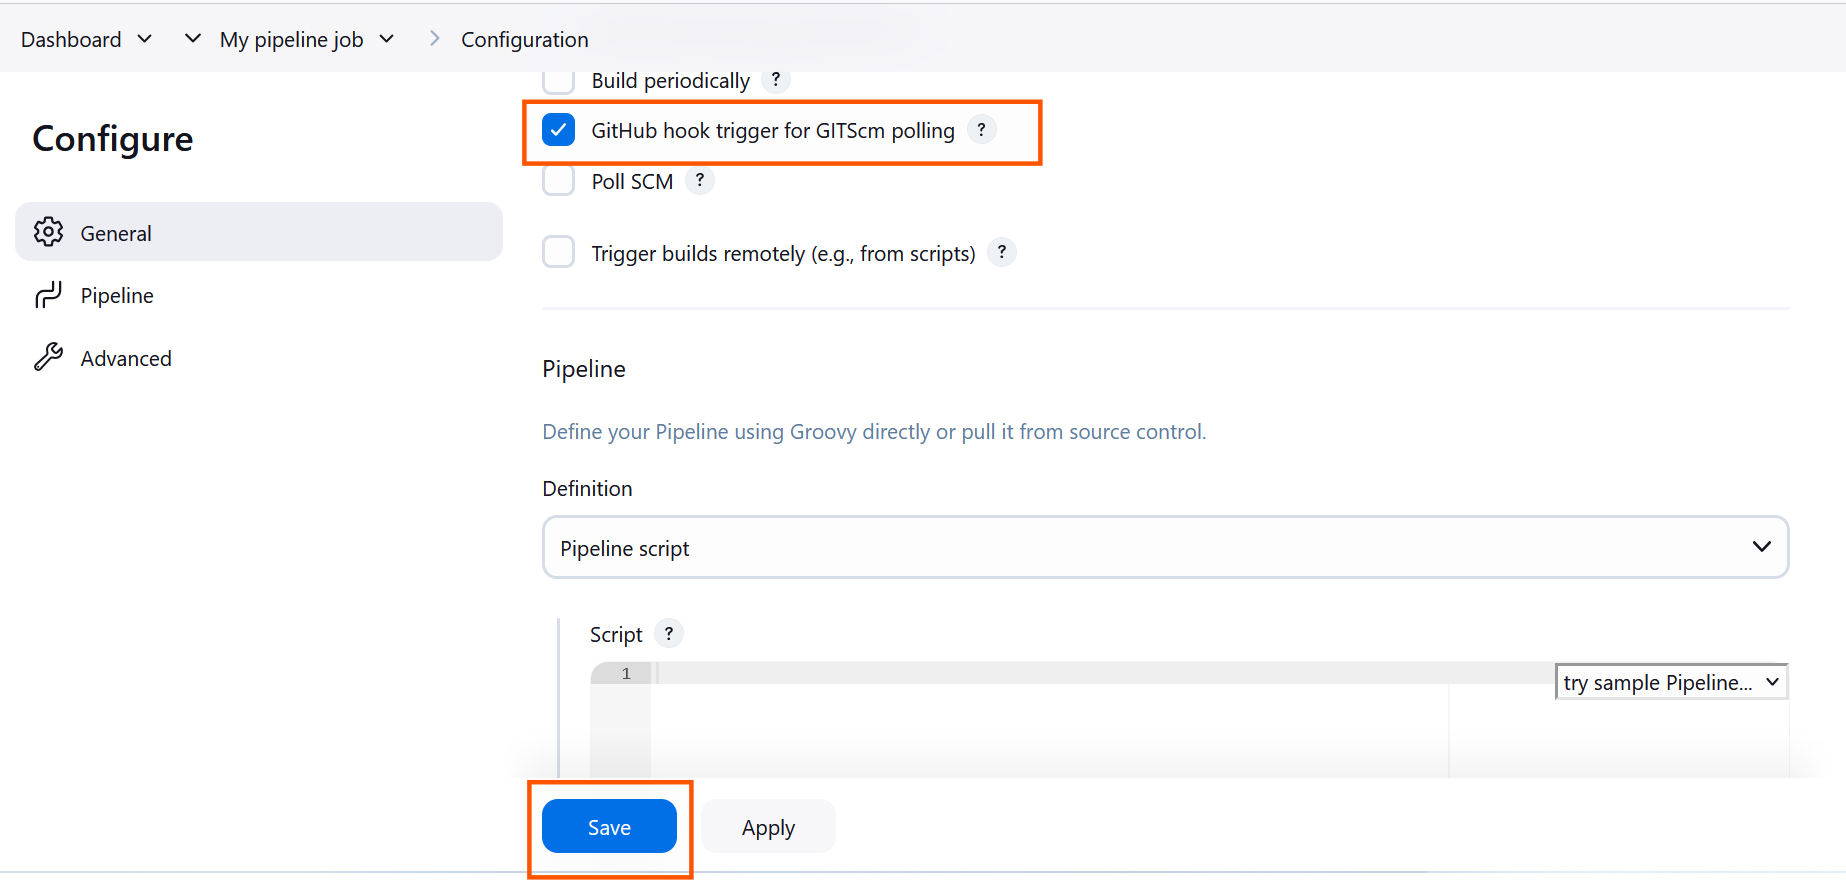 Dashboard My pipeline job Configuration
Configure
General
Pipeline
Advanced
Build periodically ?
GitHub hook trigger for GITScm polling ?
Poll SCM ?
Trigger builds remotely (e.g., from scripts) ?
Pipeline
Define your Pipeline using Groovy directly or pull it from source control.
Definition
Pipeline script
Script ?
1
try sample Pipeline...
Save Apply